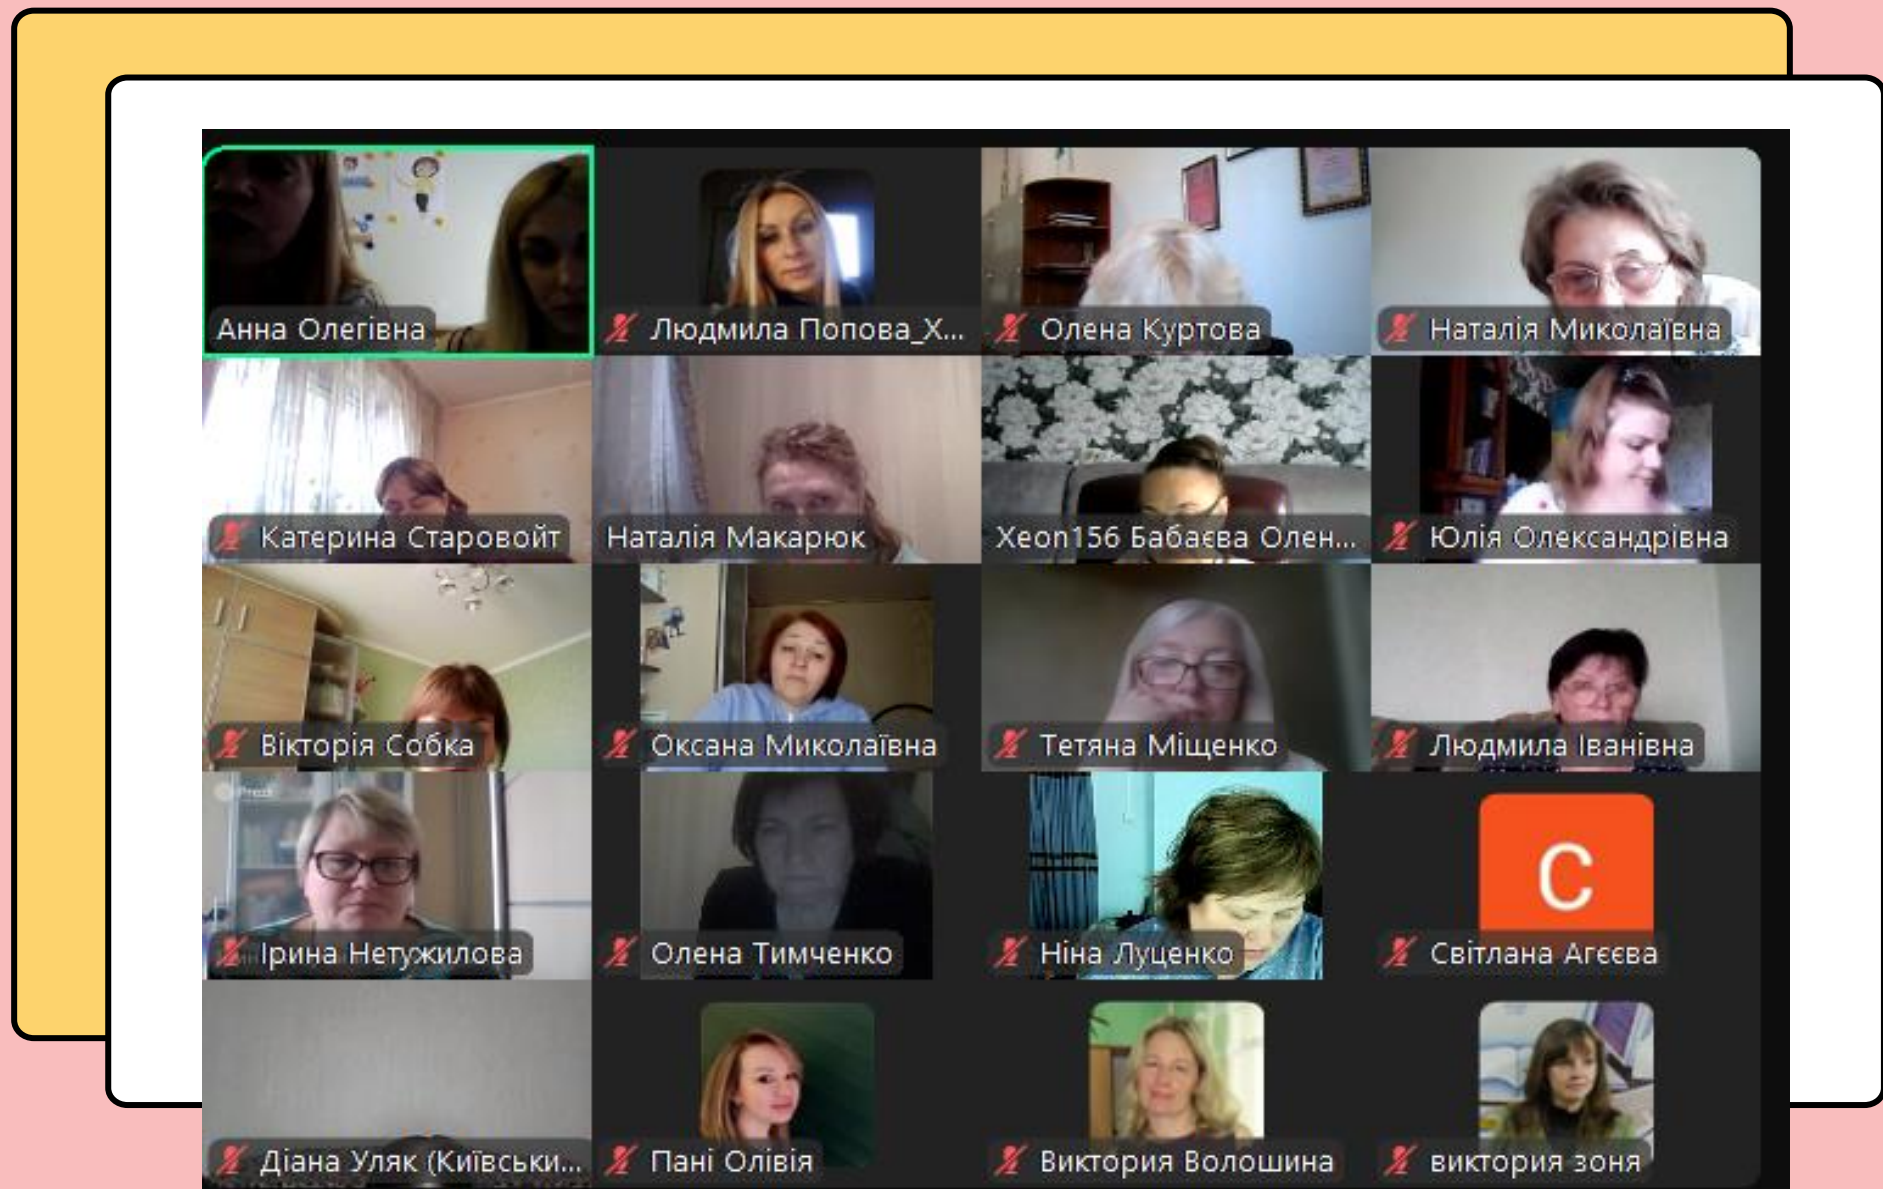 Анна Олегівна
Людмила Попова_Х...
Олена Куртова
Наталія Миколаївна
Катерина Старовойт
Наталія Макарюк
Xeon156 Бабаєва Олен...
Юлія Олександрівна
Вікторія Собка
Оксана Миколаївна
Тетяна Міщенко
Людмила Іванівна
Prezi
Ірина Нетужилова
Олена Тимченко
Ніна Луценко
С
Світлана Агєєва
Діана Уляк (Київськи...
Пані Олівія
Виктория Волошина
виктория зоня